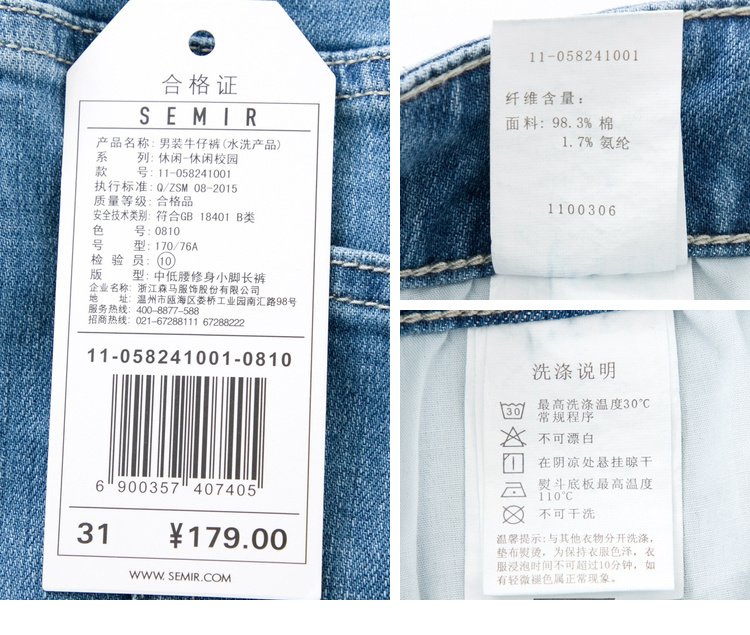 合格证
SEMIR
产品名称: 男装牛仔裤(水洗产品)
系 列: 休闲-休闲校园
款 号: 11-058241001
执行标准: Q/ZSM 08-2015
质量等级: 合格品
安全技术类别: 符合GB 18401 B类
色 号: 0810
号 型: 170/76A
检 验 员: ⑩
版 型: 中低腰修身小脚长裤
企业名称: 浙江森马服饰股份有限公司
地 址: 温州市瓯海区娄桥工业园南汇路98号
服务热线: 400-8877-588
招商热线: 021-67288111 67288222
11-058241001-0810
6 900357 407405
31 ¥179.00
WWW. SEMIR.COM
11-058241001
纤维含量:
面料: 98.3% 棉
1.7% 氨纶
1100306
洗涤说明
30 最高洗涤温度30℃
常规程序
不可漂白
在阴凉处悬挂晾干
熨斗底板最高温度
110℃
不可干洗
温馨提示: 与其他衣物分开洗涤,
垫布熨烫, 为保持衣服色泽, 衣
服浸泡时间不可超过10分钟, 如
有轻微褪色属正常现象。